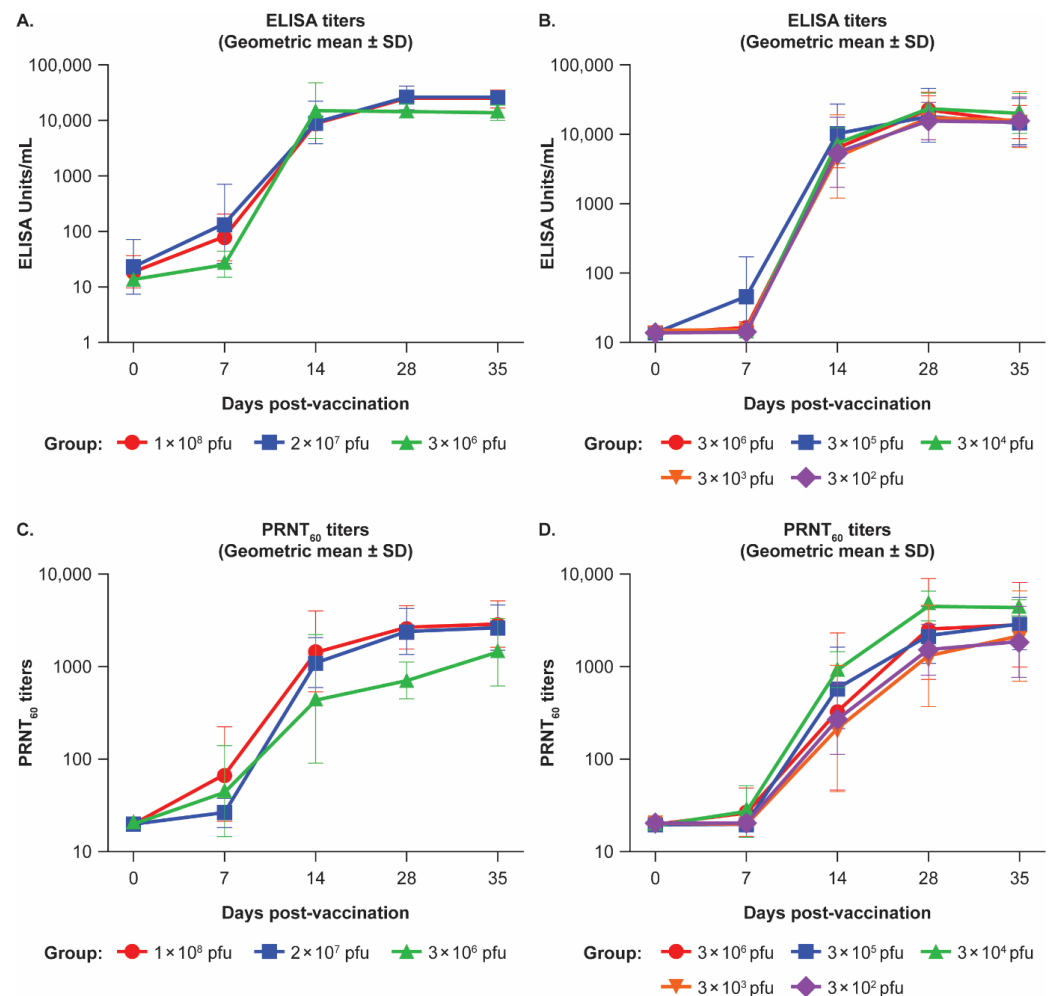 A.
ELISA titers
(Geometric mean ± SD)
ELISA Units/mL
100,000
10,000
1000
100
10
1
0 7 14 28 35
Days post-vaccination
Group: 1 × 10⁸ pfu 2 × 10⁷ pfu 3 × 10⁶ pfu
B.
ELISA titers
(Geometric mean ± SD)
ELISA Units/mL
100,000
10,000
1000
100
10
0 7 14 28 35
Days post-vaccination
Group: 3 × 10⁶ pfu 3 × 10⁵ pfu 3 × 10⁴ pfu
3 × 10³ pfu 3 × 10² pfu
C.
PRNT₆₀ titers
(Geometric mean ± SD)
PRNT₆₀ titers
10,000
1000
100
10
0 7 14 28 35
Days post-vaccination
Group: 1 × 10⁸ pfu 2 × 10⁷ pfu 3 × 10⁶ pfu
D.
PRNT₆₀ titers
(Geometric mean ± SD)
PRNT₆₀ titers
10,000
1000
100
10
0 7 14 28 35
Days post-vaccination
Group: 3 × 10⁶ pfu 3 × 10⁵ pfu 3 × 10⁴ pfu
3 × 10³ pfu 3 × 10² pfu